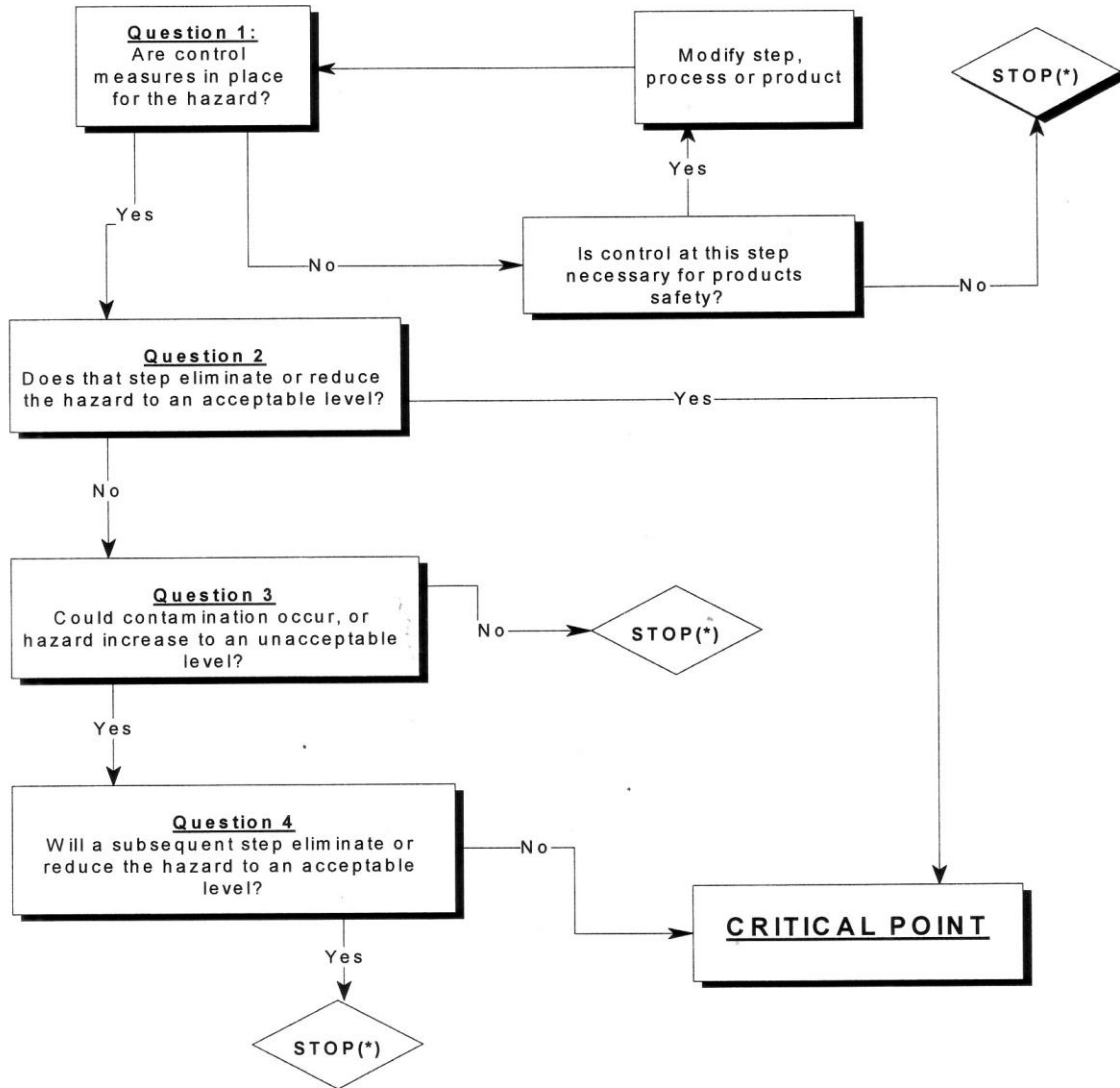 Question 1:
Are control
measures in place
for the hazard?
Modify step,
process or product
STOP(*)
Yes
Yes
Is control at this step
necessary for products
safety?
No
No
Question 2
Does that step eliminate or reduce
the hazard to an acceptable level?
Yes
No
Question 3
Could contamination occur, or
hazard increase to an unacceptable
level?
No
STOP(*)
Yes
Question 4
Will a subsequent step eliminate or
reduce the hazard to an acceptable
level?
No
CRITICAL POINT
Yes
STOP(*)